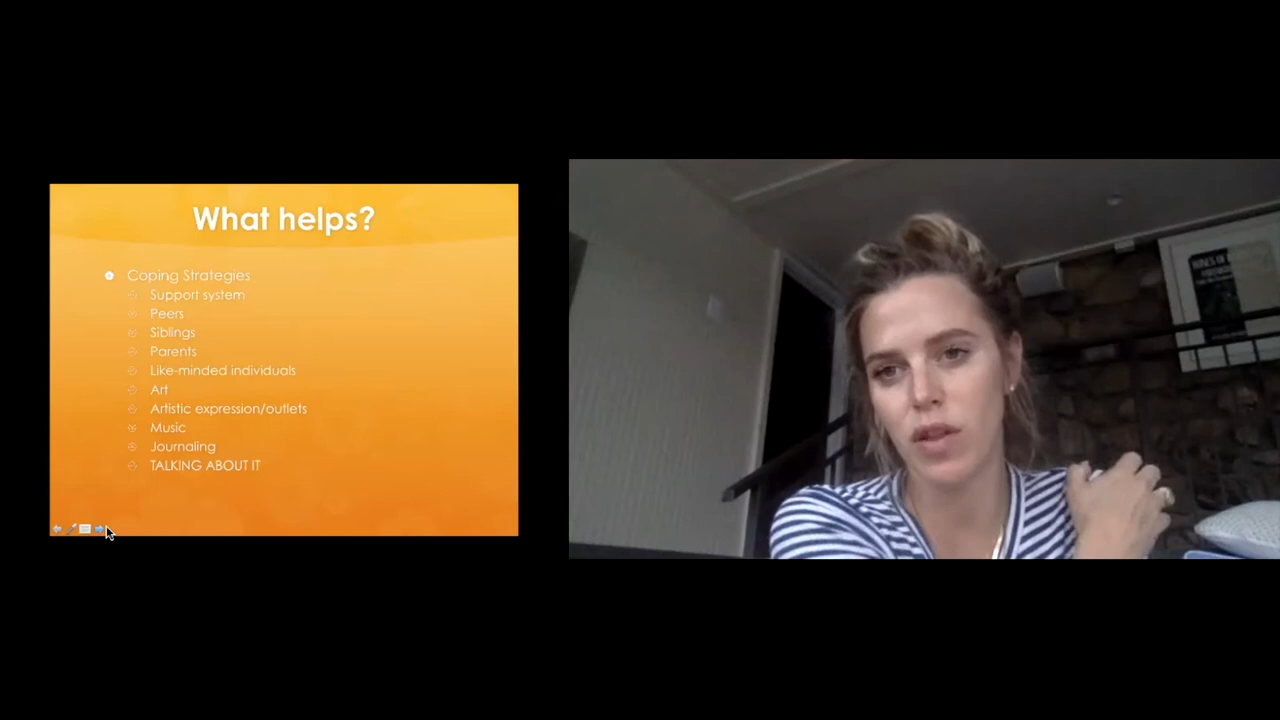 What helps?
Coping Strategies
Support system
Peers
Siblings
Parents
Like-minded individuals
Art
Artistic expression/outlets
Music
Journaling
TALKING ABOUT IT